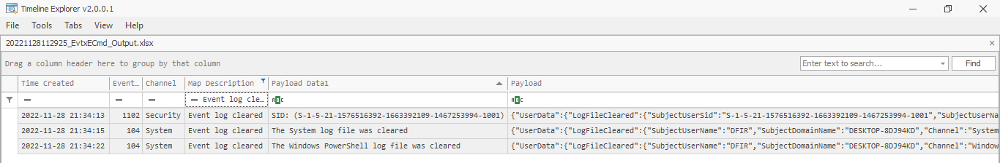 Timeline Explorer v2.0.0.1
File Tools Tabs View Help
20221128112925_EvtxECmd_Output.xlsx
Drag a column header here to group by that column
Enter text to search... Find
Time Created Event... Channel Map Description Payload Data1 Payload
= = = = Event log cle... ABC ABC
2022-11-28 21:34:13 1102 Security Event log cleared SID: (S-1-5-21-1576516392-1663392109-1467253994-1001) {"UserData":{"LogFileCleared":{"SubjectUserSid":"S-1-5-21-1576516392-1663392109-1467253994-1001","SubjectUserNa
2022-11-28 21:34:15 104 System Event log cleared The System log file was cleared {"UserData":{"LogFileCleared":{"SubjectUserName":"DFIR","SubjectDomainName":"DESKTOP-8DJ94KD","Channel":"System
2022-11-28 21:34:22 104 System Event log cleared The Windows PowerShell log file was cleared {"UserData":{"LogFileCleared":{"SubjectUserName":"DFIR","SubjectDomainName":"DESKTOP-8DJ94KD","Channel":"Window